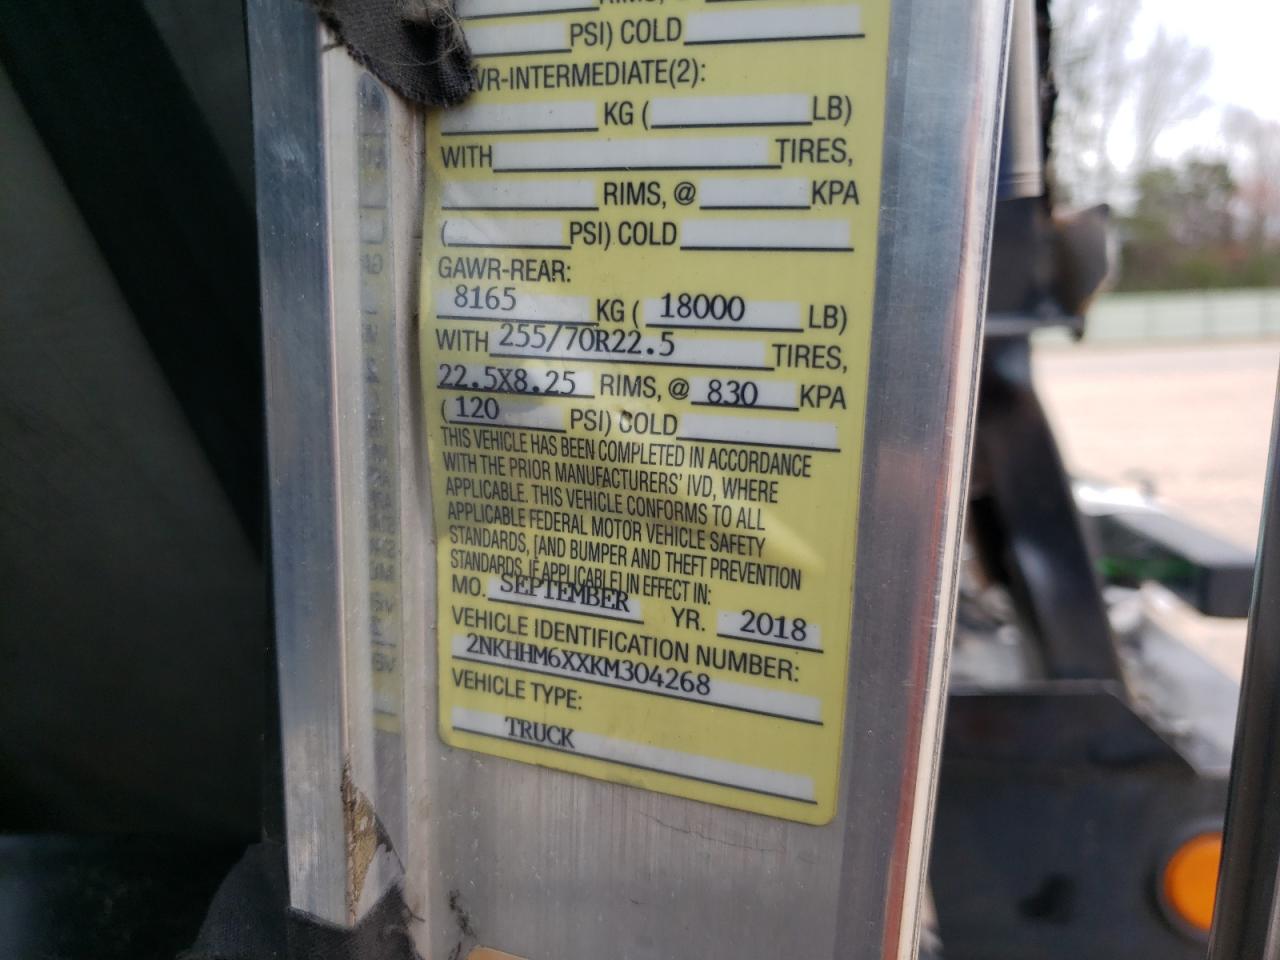 PSI) COLD
WR-INTERMEDIATE(2):
KG ( LB)
WITH TIRES,
RIMS, @ KPA
( PSI) COLD
GAWR-REAR:
8165 KG ( 18000 LB)
WITH 255/70R22.5 TIRES,
22.5X8.25 RIMS, @ 830 KPA
( 120 PSI) COLD
THIS VEHICLE HAS BEEN COMPLETED IN ACCORDANCE
WITH THE PRIOR MANUFACTURERS' IVD, WHERE
APPLICABLE. THIS VEHICLE CONFORMS TO ALL
APPLICABLE FEDERAL MOTOR VEHICLE SAFETY
STANDARDS, [AND BUMPER AND THEFT PREVENTION
STANDARDS, IF APPLICABLE] IN EFFECT IN:
MO. SEPTEMBER YR. 2018
VEHICLE IDENTIFICATION NUMBER:
2NKHHM6XXKM304268
VEHICLE TYPE:
TRUCK